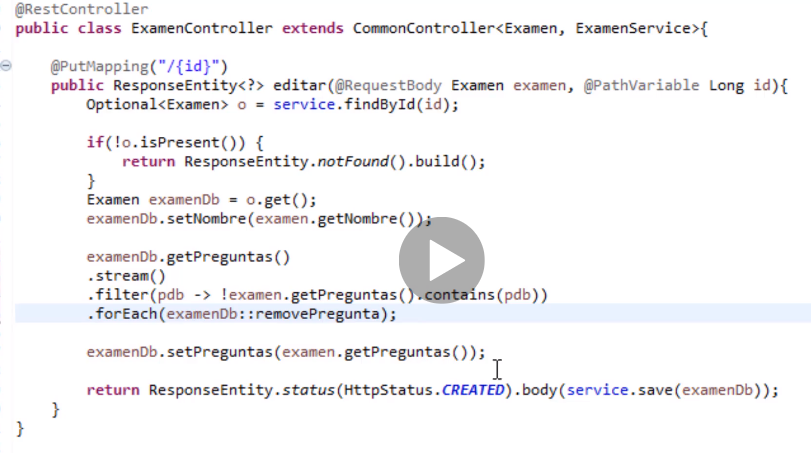 @RestController
public class ExamenController extends CommonController<Examen, ExamenService>{
@PutMapping("/{id}")
public ResponseEntity<?> editar(@RequestBody Examen examen, @PathVariable Long id){
Optional<Examen> o = service.findById(id);
if(!o.isPresent()) {
return ResponseEntity.notFound().build();
}
Examen examenDb = o.get();
examenDb.setNombre(examen.getNombre());
examenDb.getPreguntas()
.stream()
.filter(pdb -> !examen.getPreguntas().contains(pdb))
.forEach(examenDb::removePregunta);
examenDb.setPreguntas(examen.getPreguntas());
return ResponseEntity.status(HttpStatus.CREATED).body(service.save(examenDb));
}
}